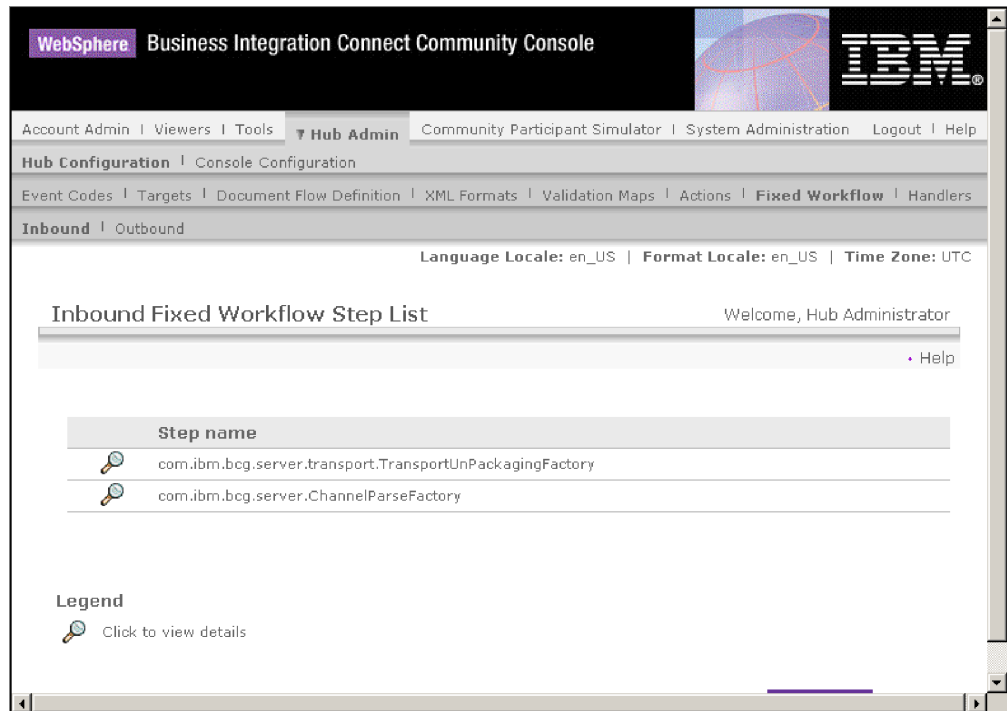 WebSphere Business Integration Connect Community Console
IBM®
Account Admin | Viewers | Tools Hub Admin Community Participant Simulator | System Administration Logout | Help
Hub Configuration | Console Configuration
Event Codes | Targets | Document Flow Definition | XML Formats | Validation Maps | Actions | Fixed Workflow | Handlers
Inbound | Outbound
Language Locale: en_US | Format Locale: en_US | Time Zone: UTC
Inbound Fixed Workflow Step List Welcome, Hub Administrator
• Help
Step name
com.ibm.bcg.server.transport.TransportUnPackagingFactory
com.ibm.bcg.server.ChannelParseFactory
Legend
Click to view details